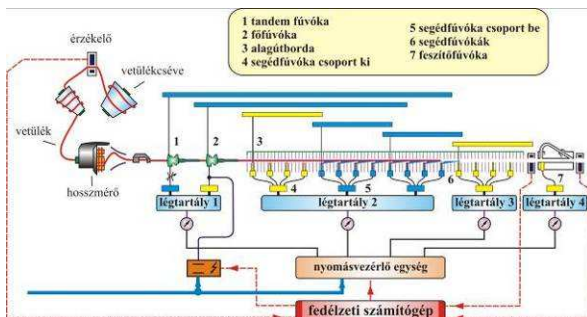 1 tandem fúvóka
2 főfúvóka
3 alagútborda
4 segédfúvóka csoport ki
5 segédfúvóka csoport be
6 segédfúvókák
7 feszítőfúvóka
érzékelő
vetülékcséve
vetülék
hosszmérő
1
2
3
4
5
6
7
légtartály 1
légtartály 2
légtartály 3
légtartály 4
nyomásvezérlő egység
fedélzeti számítógép